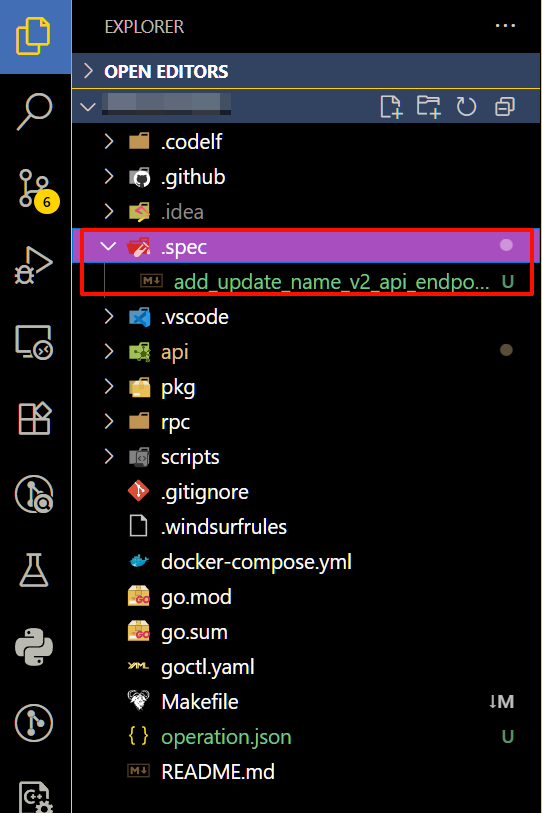 EXPLORER ...
OPEN EDITORS
.codelf
.github
.idea
.spec
add_update_name_v2_api_endpo... U
.vscode
api
pkg
rpc
scripts
.gitignore
.windsurfrules
docker-compose.yml
go.mod
go.sum
goctl.yaml
Makefile ↓M
operation.json U
README.md
6